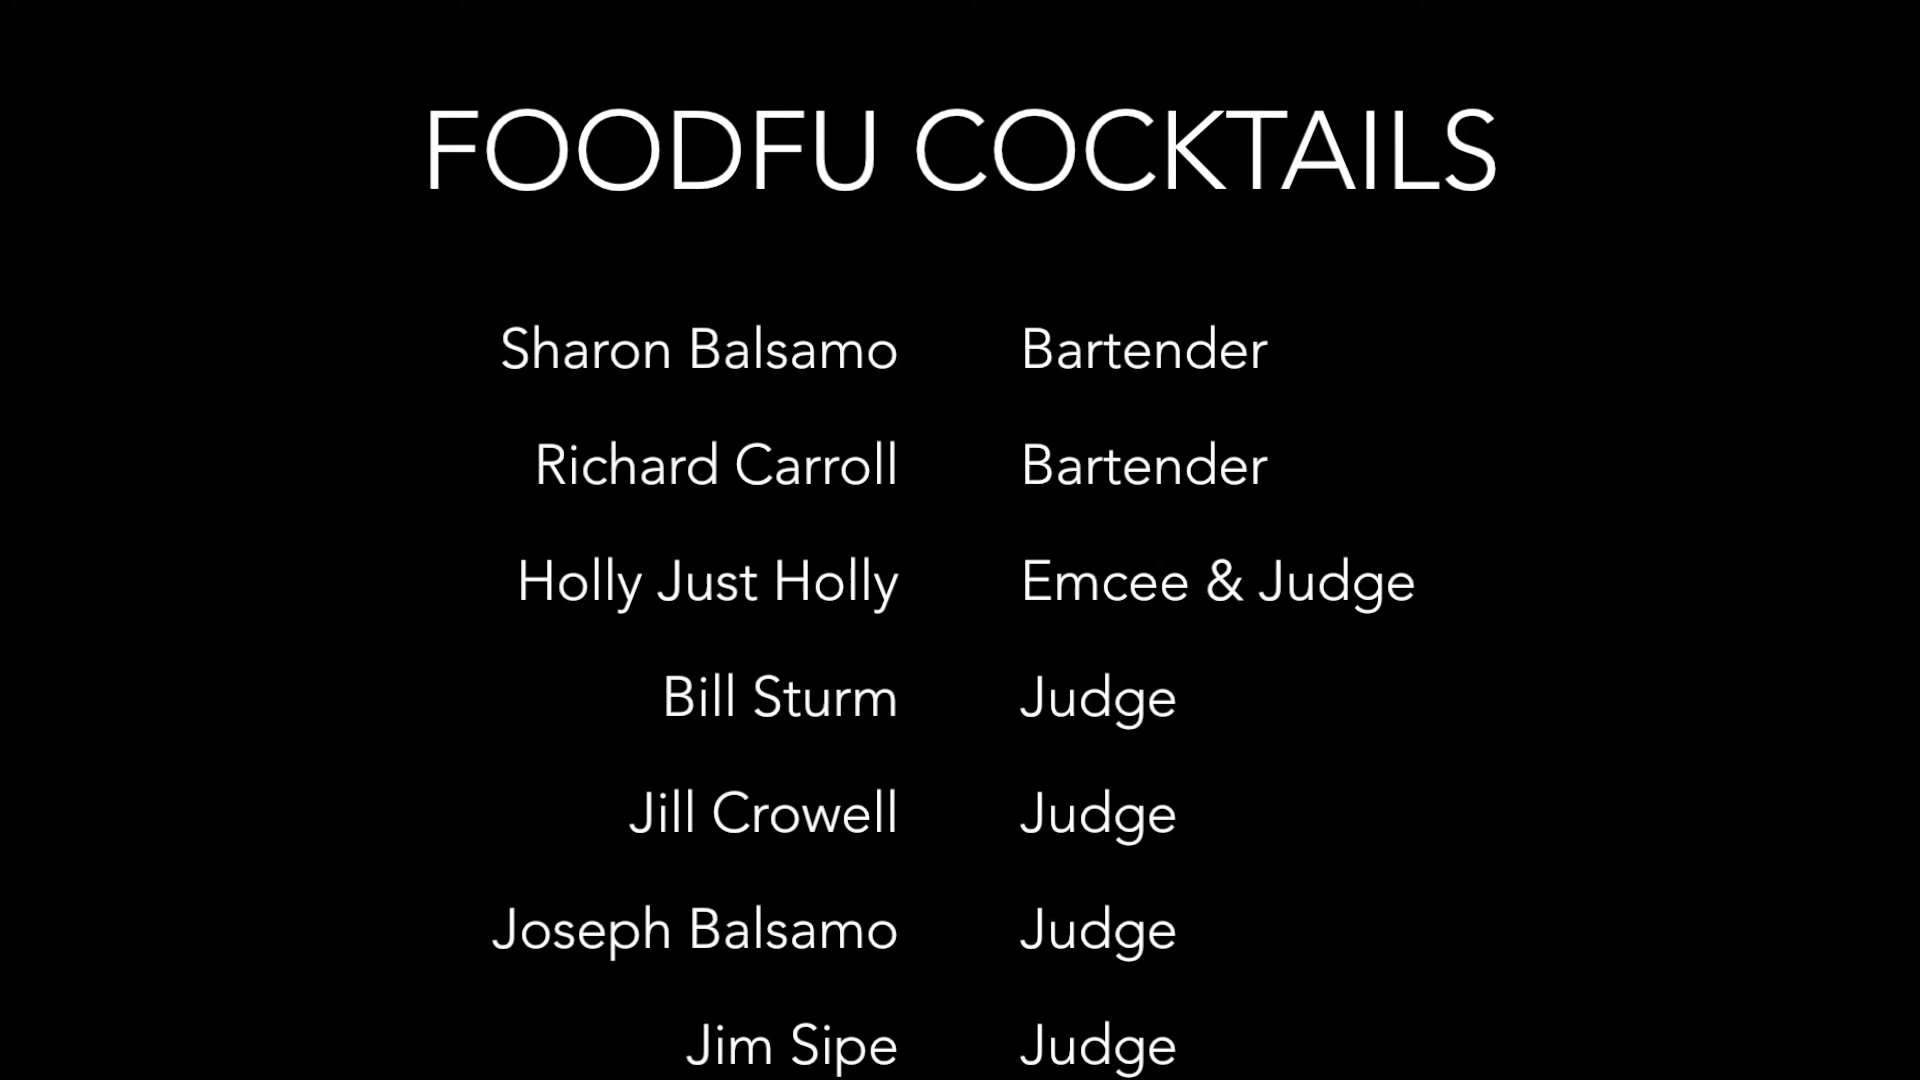 FOODFU COCKTAILS
Sharon Balsamo Bartender
Richard Carroll Bartender
Holly Just Holly Emcee & Judge
Bill Sturm Judge
Jill Crowell Judge
Joseph Balsamo Judge
Jim Sipe Judge